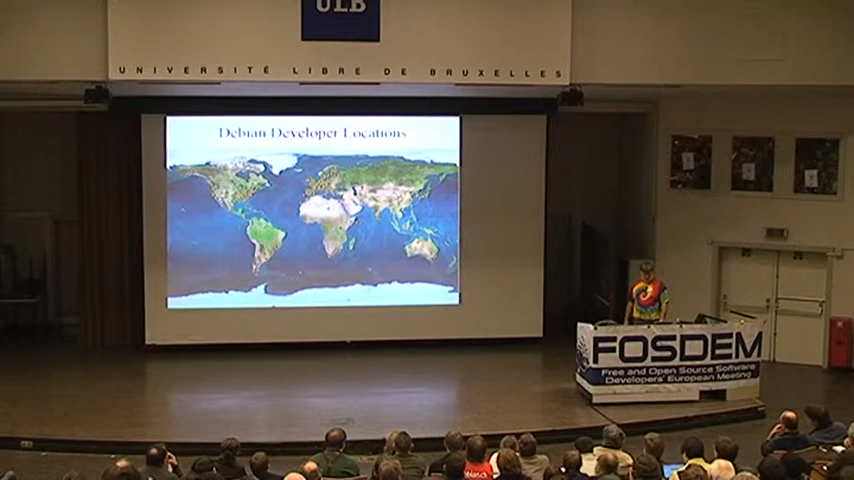 ULB
UNIVERSITÉ LIBRE DE BRUXELLES
Debian Developer Locations
FOSDEM
Free and Open Source Software
Developers' European Meeting